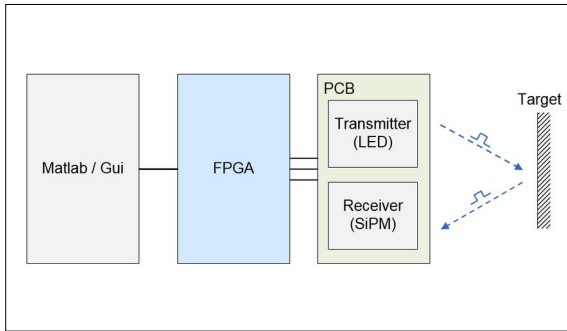 Matlab / Gui
FPGA
PCB
Transmitter
(LED)
Receiver
(SiPM)
Target